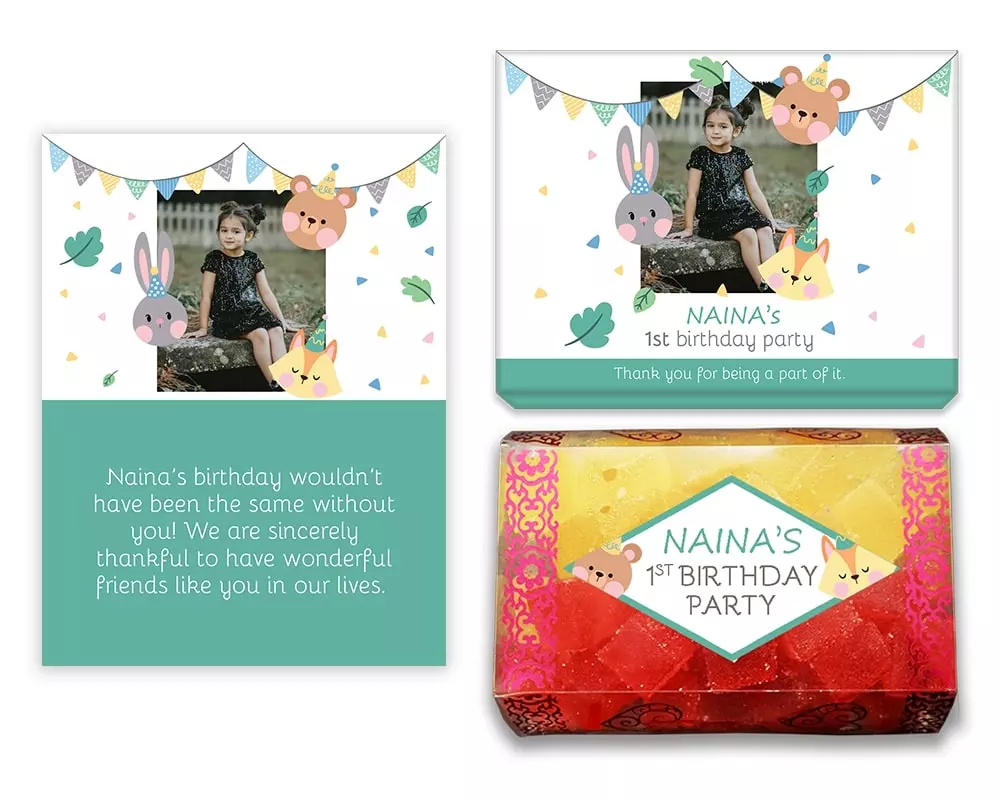 Naina's birthday wouldn't
have been the same without
you! We are sincerely
thankful to have wonderful
friends like you in our lives.
NAINA's
1st birthday party
Thank you for being a part of it.
NAINA'S
1ST BIRTHDAY
PARTY